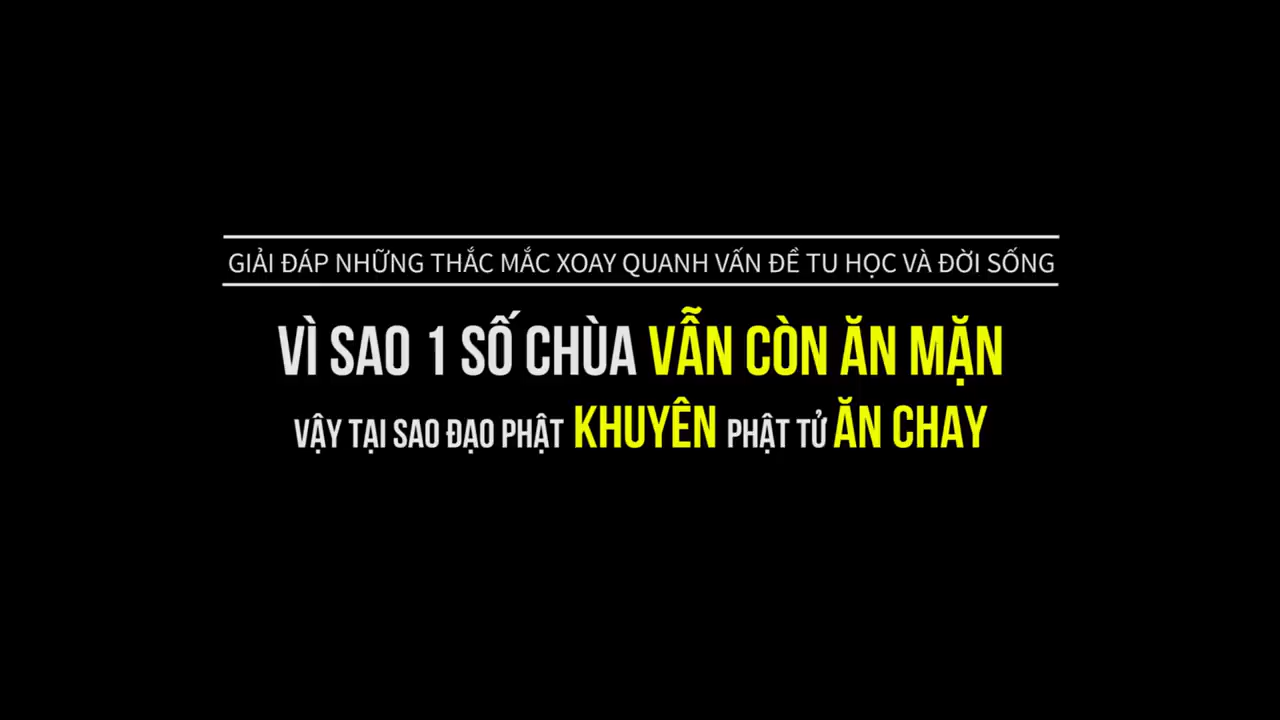 GIẢI ĐÁP NHỮNG THẮC MẮC XOAY QUANH VẤN ĐỀ TU HỌC VÀ ĐỜI SỐNG
VÌ SAO 1 SỐ CHÙA VẪN CÒN ĂN MẶN
VẬY TẠI SAO ĐẠO PHẬT KHUYÊN PHẬT TỬ ĂN CHAY